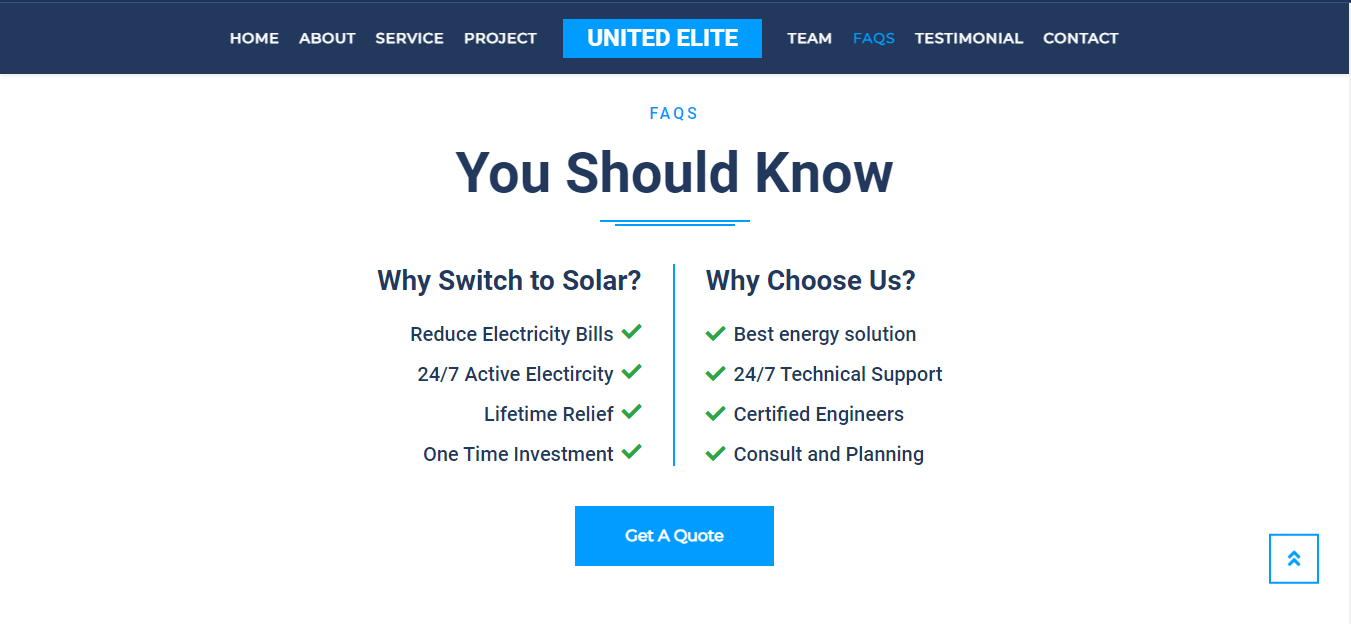 HOME ABOUT SERVICE PROJECT UNITED ELITE TEAM FAQS TESTIMONIAL CONTACT
FAQS
You Should Know
Why Switch to Solar?
Reduce Electricity Bills
24/7 Active Electircity
Lifetime Relief
One Time Investment
Why Choose Us?
Best energy solution
24/7 Technical Support
Certified Engineers
Consult and Planning
Get A Quote